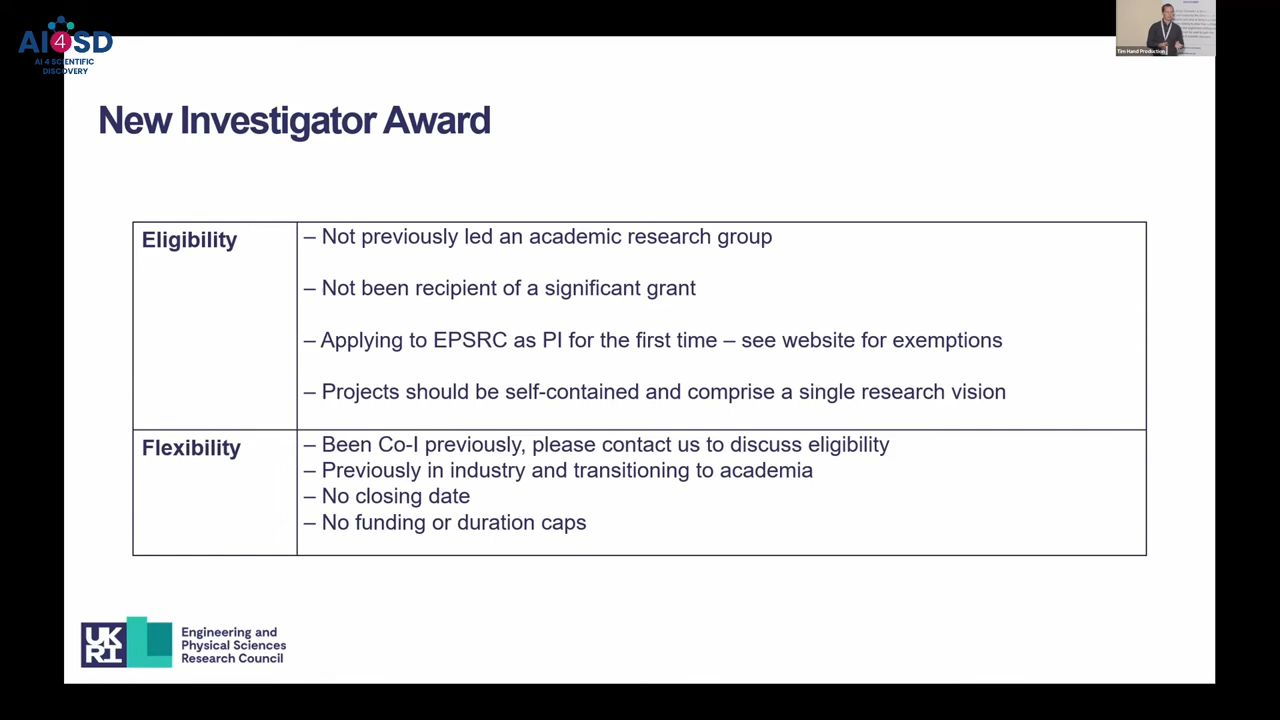 AI4SD
AI 4 SCIENTIFIC
DISCOVERY
Tim Hand Production
New Investigator Award
Eligibility
– Not previously led an academic research group
– Not been recipient of a significant grant
– Applying to EPSRC as PI for the first time – see website for exemptions
– Projects should be self-contained and comprise a single research vision
Flexibility
– Been Co-I previously, please contact us to discuss eligibility
– Previously in industry and transitioning to academia
– No closing date
– No funding or duration caps
UK
RI
Engineering and
Physical Sciences
Research Council